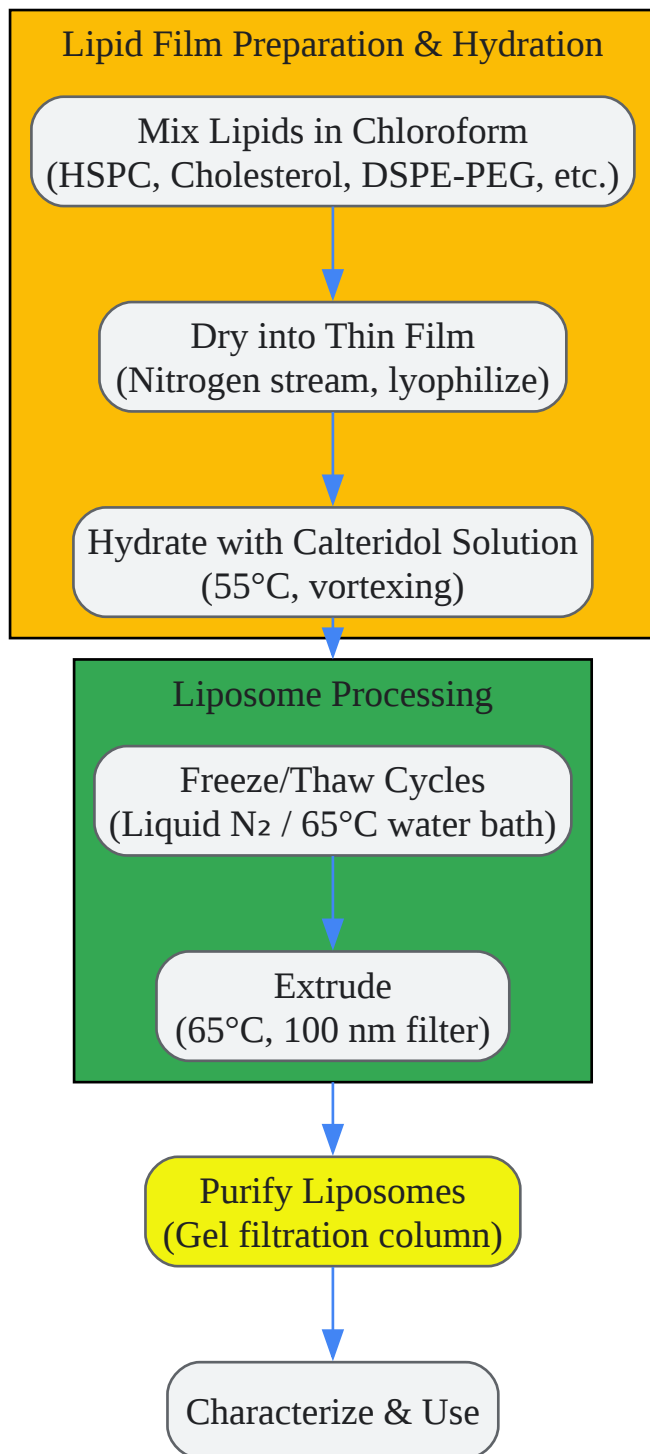 Lipid Film Preparation & Hydration
Mix Lipids in Chloroform
(HSPC, Cholesterol, DSPE-PEG, etc.)
Dry into Thin Film
(Nitrogen stream, lyophilize)
Hydrate with Calteridol Solution
(55°C, vortexing)
Liposome Processing
Freeze/Thaw Cycles
(Liquid N₂ / 65°C water bath)
Extrude
(65°C, 100 nm filter)
Purify Liposomes
(Gel filtration column)
Characterize & Use